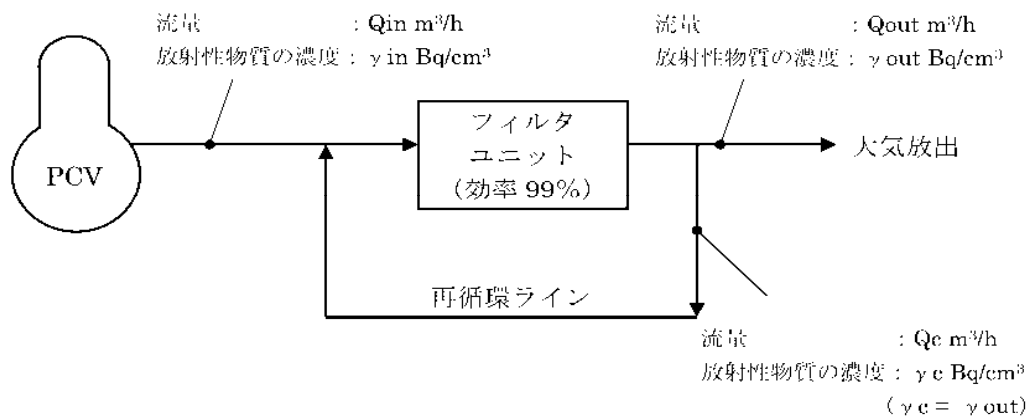 流量 : Qin m³/h
放射性物質の濃度 : γ in Bq/cm³
流量 : Qout m³/h
放射性物質の濃度 : γ out Bq/cm³
PCV
フィルタ
ユニット
(効率 99%)
大気放出
再循環ライン
流量 : Qc m³/h
放射性物質の濃度 : γ c Bq/cm³
( γ c = γ out)